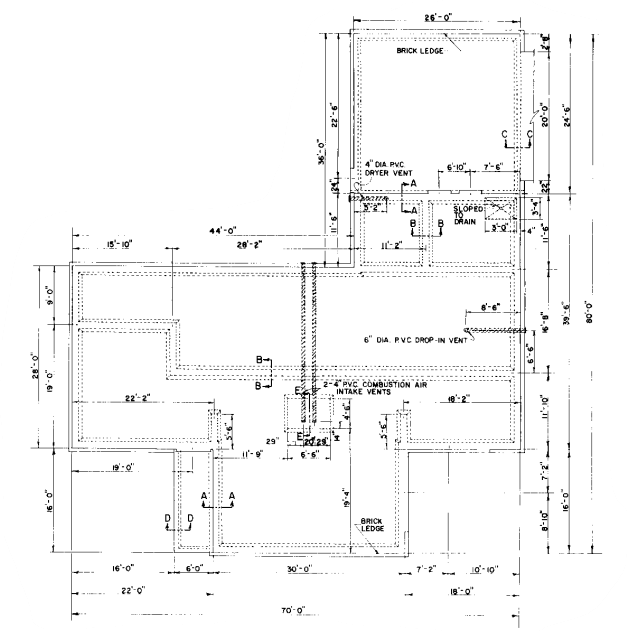 26'-0"
BRICK LEDGE
2'-8"
22'-6"
36'-0"
20'-0"
24'-6"
C C
4" DIA. P.V.C.
DRYER VENT
6'-10" 7'-6"
A
24"
22"
5'-2"
A
SLOPED
TO
DRAIN
3'-4"
B B
3'-0"
4"
11'-6"
11'-6"
44'-0"
15'-10" 28'-2" 11'-2"
9'-0"
28'-0"
8'-6"
16'-8"
39'-6"
80'-0"
6" DIA. P.V.C. DROP-IN VENT
6'-6"
19'-0"
B
B
2-4" P.V.C. COMBUSTION AIR
INTAKE VENTS
E
22'-2" 18'-2"
4'-6"
11'-10"
5'-6"
5'-6"
E
29" 20" 29"
11'-9" 6'-6"
19'-0"
7'-2"
16'-0"
A A
19'-4"
16'-0"
D D
BRICK
LEDGE
8'-10"
16'-0" 6'-0" 30'-0" 7'-2" 10'-10"
22'-0" 18'-0"
70'-0"